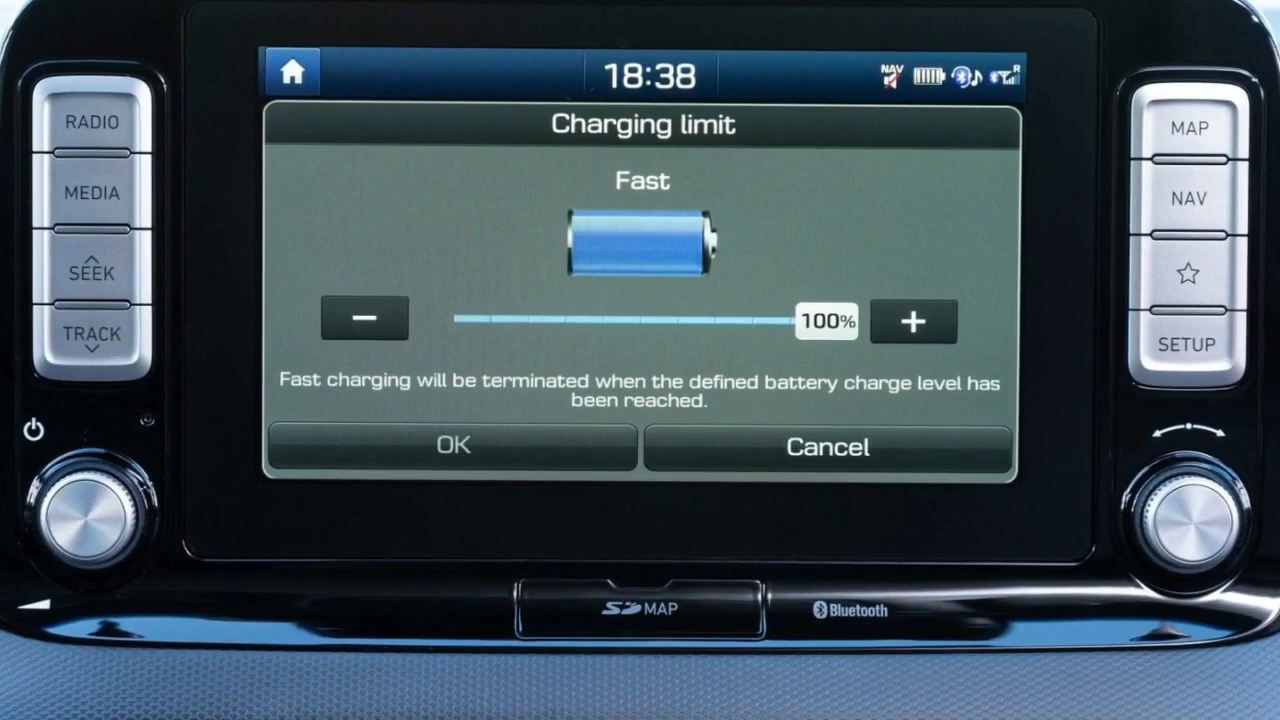 18:38
NAV
R
Charging limit
Fast
100%
Fast charging will be terminated when the defined battery charge level has
been reached.
OK
Cancel
RADIO
MEDIA
SEEK
TRACK
MAP
NAV
SETUP
SD MAP
Bluetooth